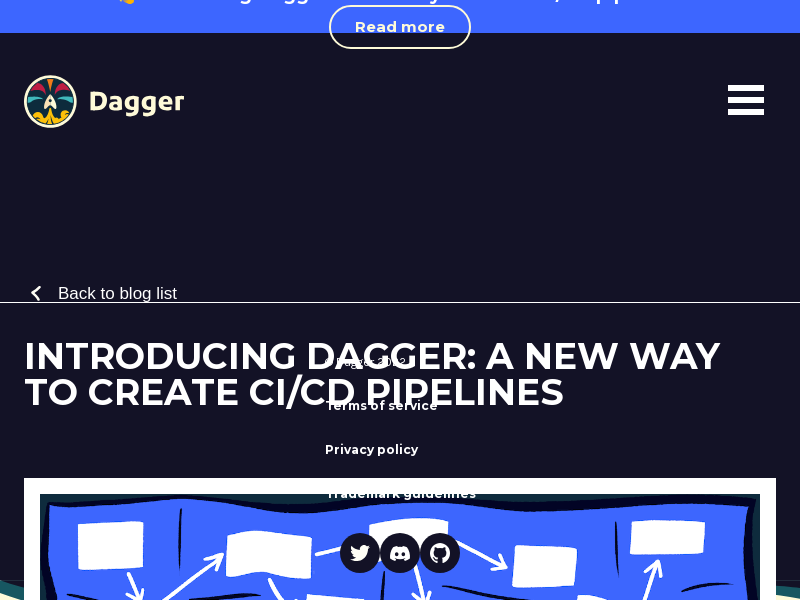 Read more
Dagger
Back to blog list
INTRODUCING DAGGER: A NEW WAY
TO CREATE CI/CD PIPELINES
© Dagger 2022
Terms of service
Privacy policy
Trademark guidelines